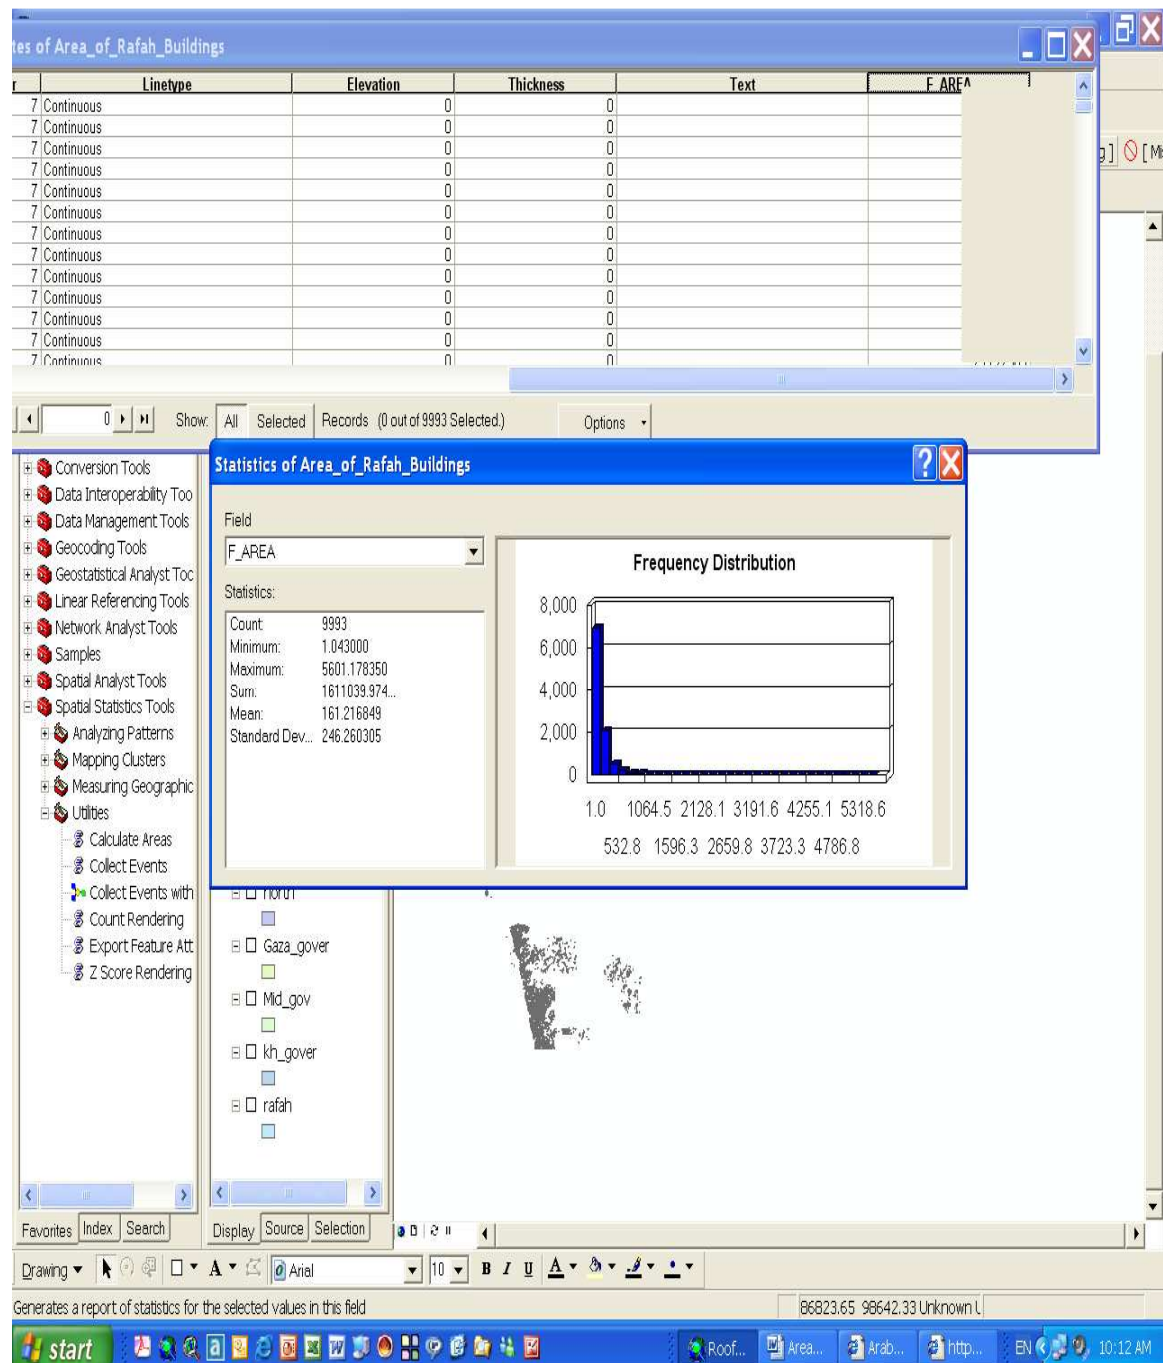 tes of Area_of_Rafah_Buildings
r Linetype Elevation Thickness Text F_AREA
7 Continuous 0 0
7 Continuous 0 0
7 Continuous 0 0
7 Continuous 0 0
7 Continuous 0 0
7 Continuous 0 0
7 Continuous 0 0
7 Continuous 0 0
7 Continuous 0 0
7 Continuous 0 0
7 Continuous 0 0
7 Continuous 0 0
7 Continuous 0 0
g] [ Mi
0 Show: All Selected Records (0 out of 9993 Selected.) Options
Conversion Tools
Data Interoperability Too
Data Management Tools
Geocoding Tools
Geostatistical Analyst Toc
Linear Referencing Tools
Network Analyst Tools
Samples
Spatial Analyst Tools
Spatial Statistics Tools
Analyzing Patterns
Mapping Clusters
Measuring Geographic
Utilities
Calculate Areas
Collect Events
Collect Events with
Count Rendering
Export Feature Att
Z Score Rendering
Favorites Index Search
Statistics of Area_of_Rafah_Buildings
Field
F_AREA
Statistics:
Count: 9993
Minimum: 1.043000
Maximum: 5601.178350
Sum: 1611039.974...
Mean: 161.216849
Standard Dev... 246.260305
Frequency Distribution
8,000
6,000
4,000
2,000
0
1.0 1064.5 2128.1 3191.6 4255.1 5318.6
532.8 1596.3 2659.8 3723.3 4786.8
north
Gaza_gover
Mid_gov
kh_gover
rafah
Display Source Selection
Drawing A Arial 10 B I U A
Generates a report of statistics for the selected values in this field 86823.65 98642.33 Unknown U
start Roof... Area... Arab... http... EN 10:12 AM